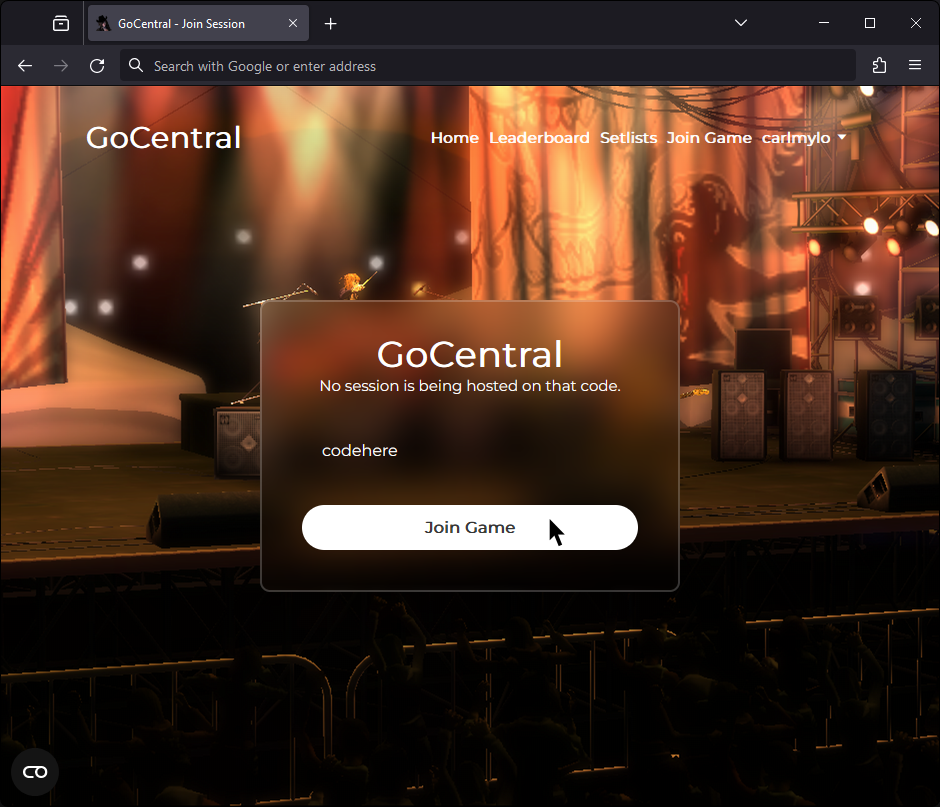 GoCentral - Join Session
Search with Google or enter address
GoCentral
Home Leaderboard Setlists Join Game carlmylo
GoCentral
No session is being hosted on that code.
codehere
Join Game